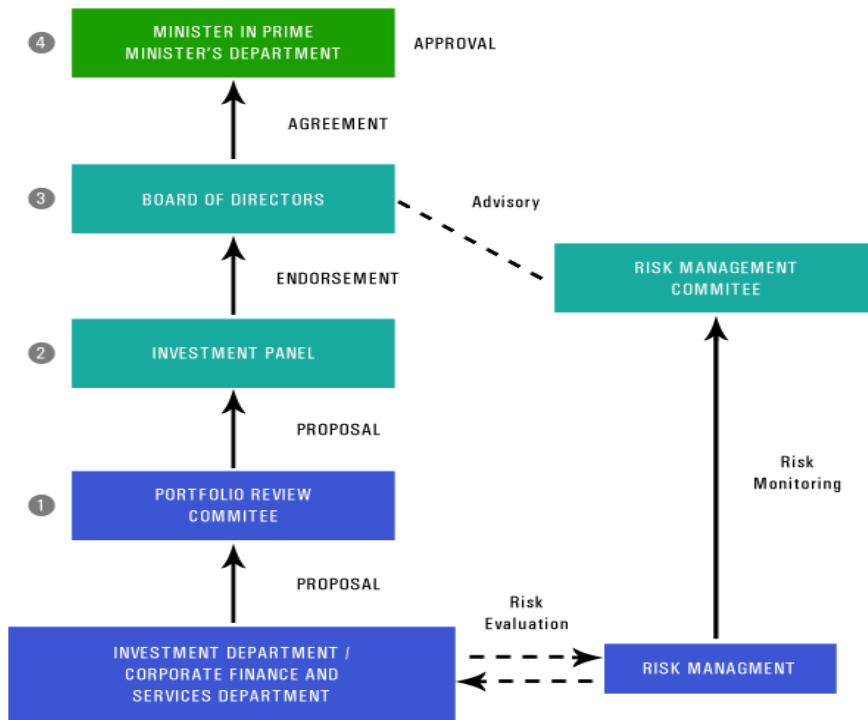 4
MINISTER IN PRIME
MINISTER'S DEPARTMENT
APPROVAL
AGREEMENT
3
BOARD OF DIRECTORS
Advisory
RISK MANAGEMENT
COMMITEE
ENDORSEMENT
2
INVESTMENT PANEL
PROPOSAL
Risk
Monitoring
1
PORTFOLIO REVIEW
COMMITEE
PROPOSAL
Risk
Evaluation
INVESTMENT DEPARTMENT /
CORPORATE FINANCE AND
SERVICES DEPARTMENT
RISK MANAGMENT